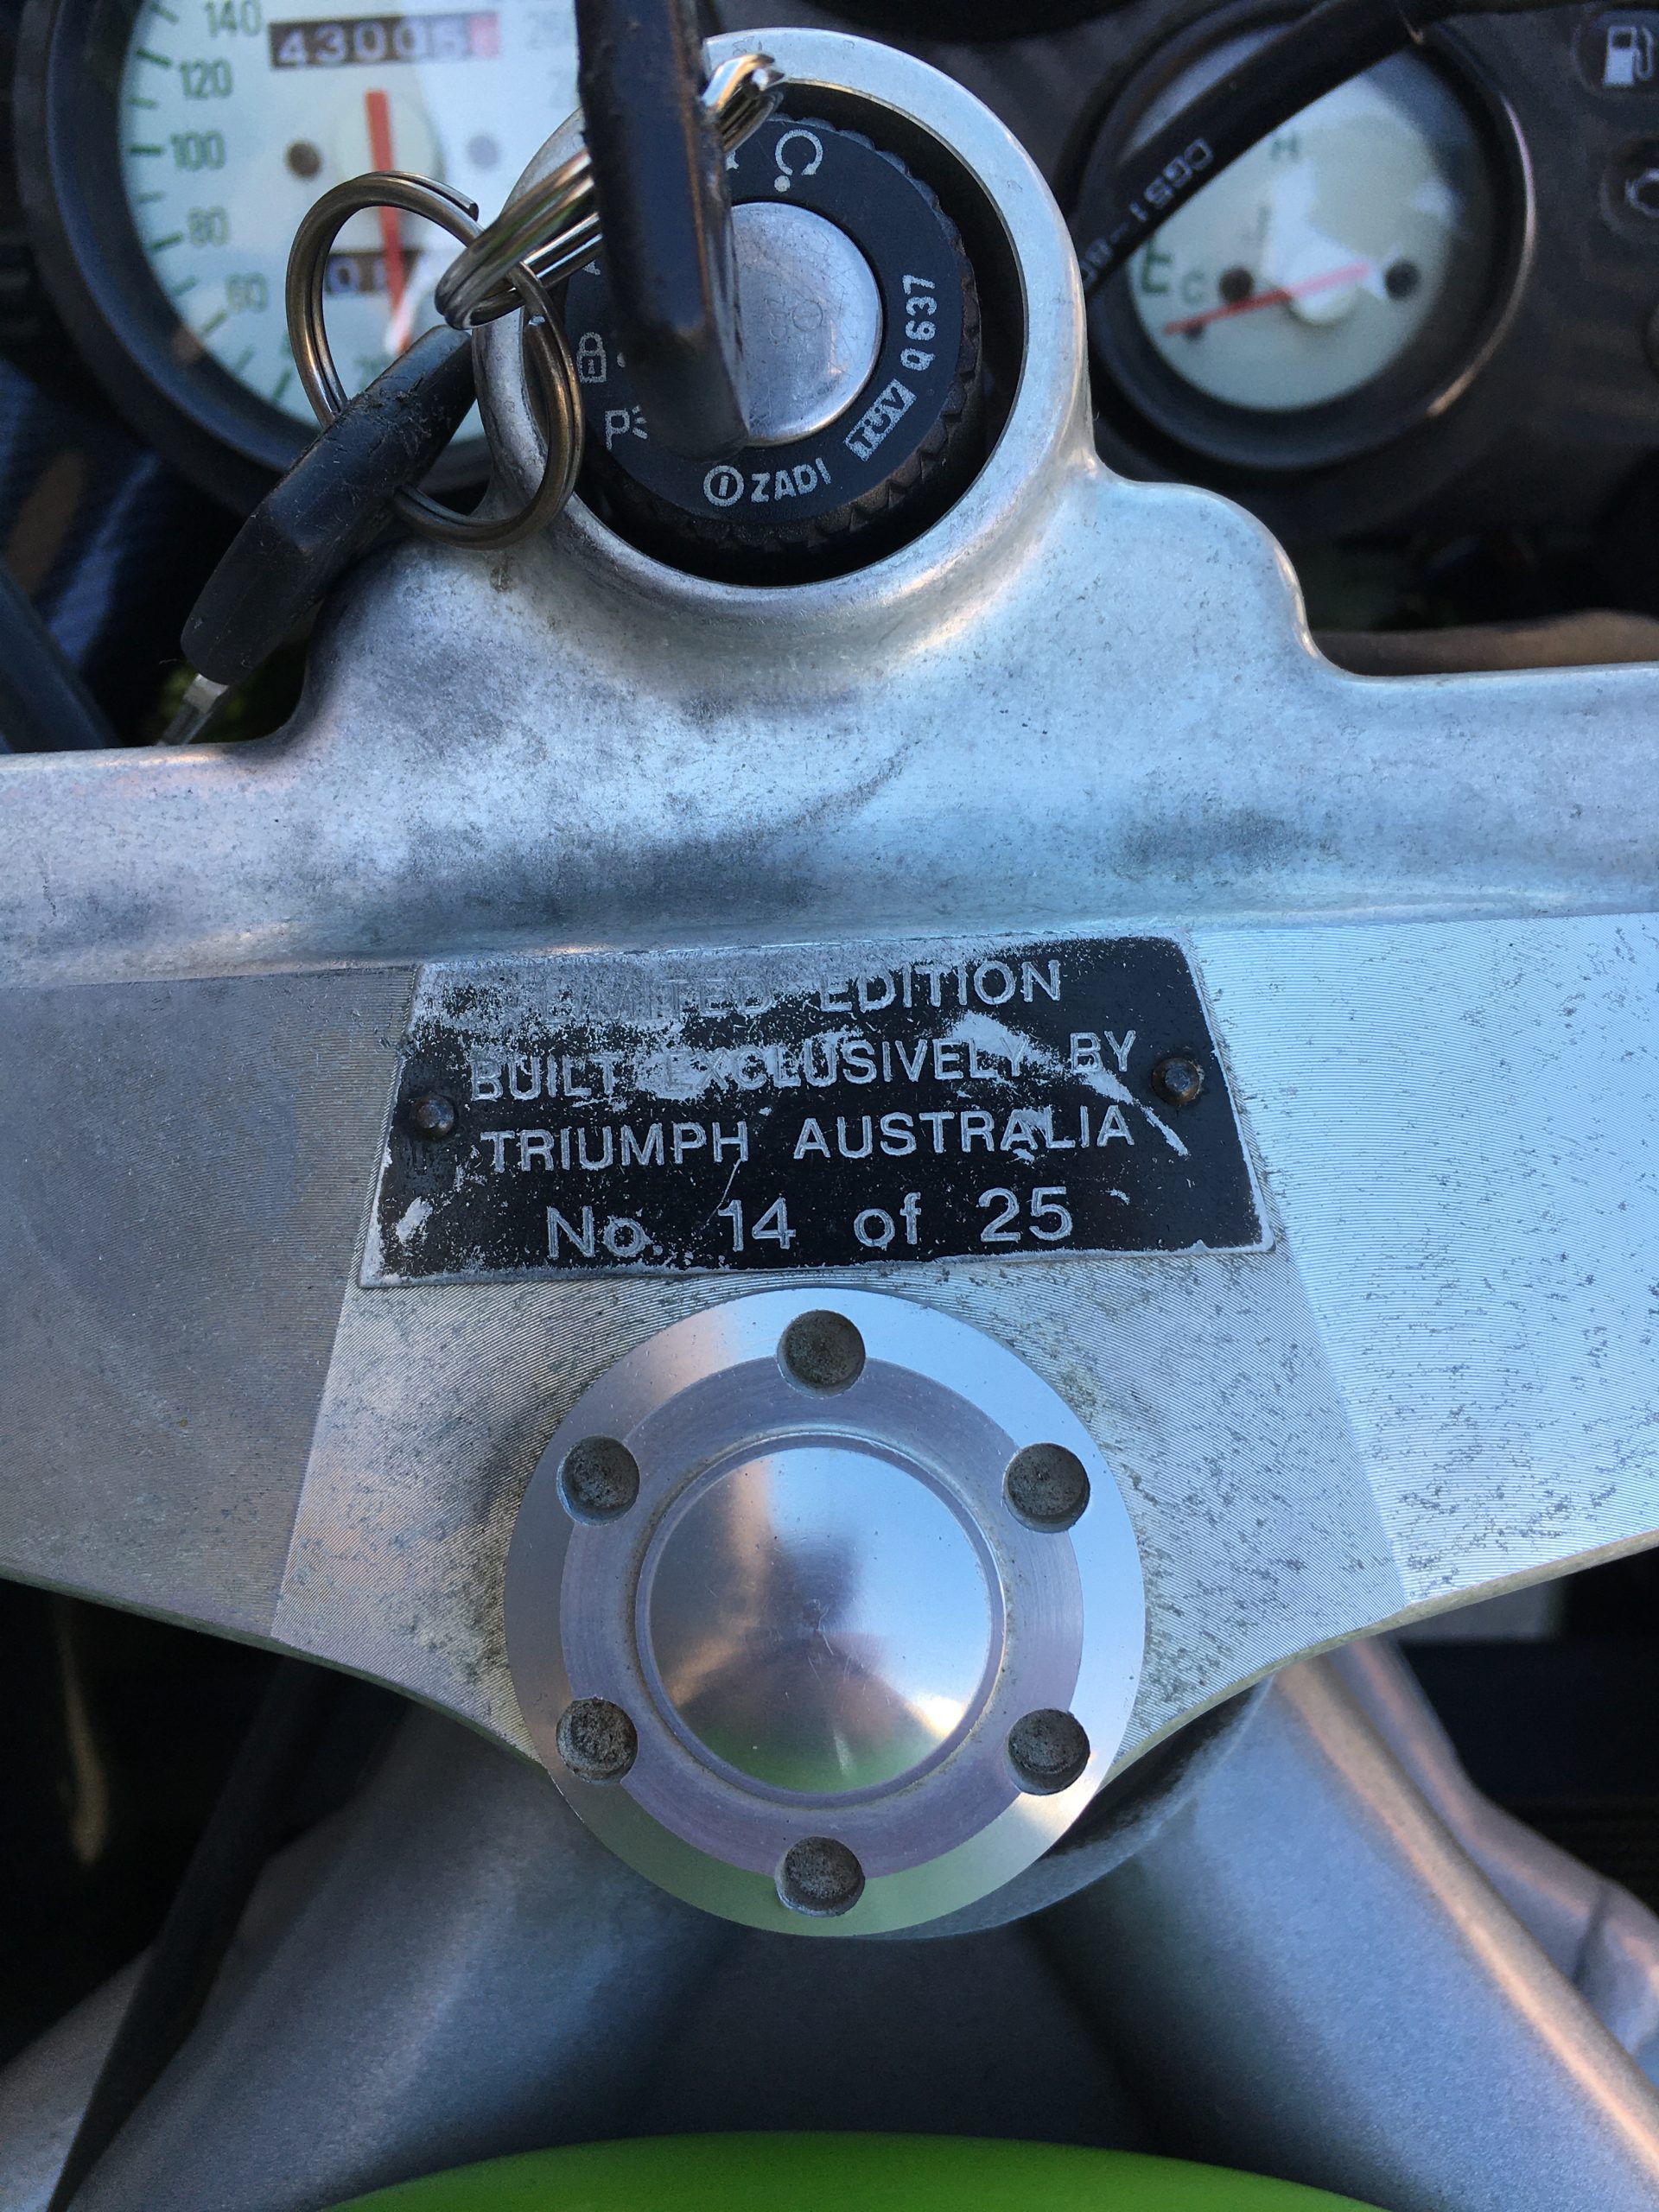 140
120
100
80
60
43005
H
E
C
P
ZADI
TÜV Q637
LIMITED EDITION
BUILT EXCLUSIVELY BY
TRIUMPH AUSTRALIA
No. 14 of 25